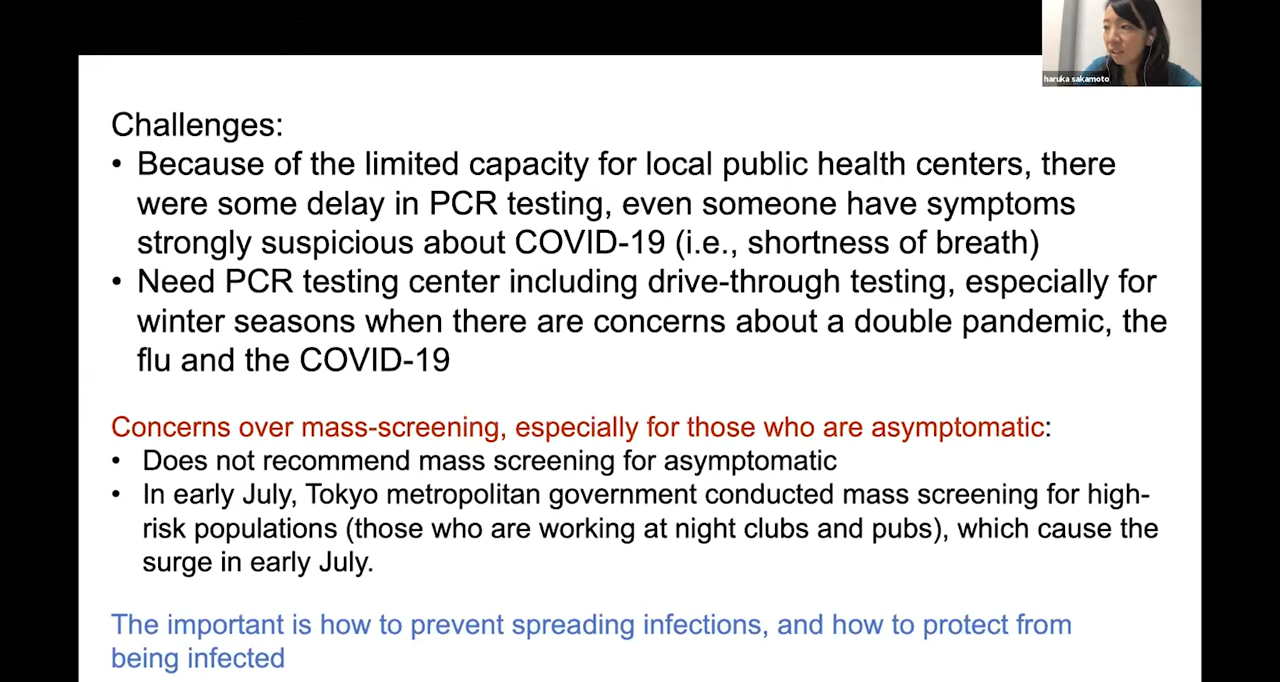 haruka sakamoto
Challenges:
• Because of the limited capacity for local public health centers, there
were some delay in PCR testing, even someone have symptoms
strongly suspicious about COVID-19 (i.e., shortness of breath)
• Need PCR testing center including drive-through testing, especially for
winter seasons when there are concerns about a double pandemic, the
flu and the COVID-19
Concerns over mass-screening, especially for those who are asymptomatic:
• Does not recommend mass screening for asymptomatic
• In early July, Tokyo metropolitan government conducted mass screening for high-
risk populations (those who are working at night clubs and pubs), which cause the
surge in early July.
The important is how to prevent spreading infections, and how to protect from
being infected